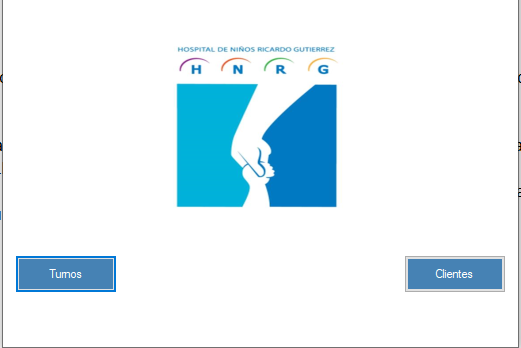 HOSPITAL DE NIÑOS RICARDO GUTIERREZ
H N R G
Turnos
Clientes